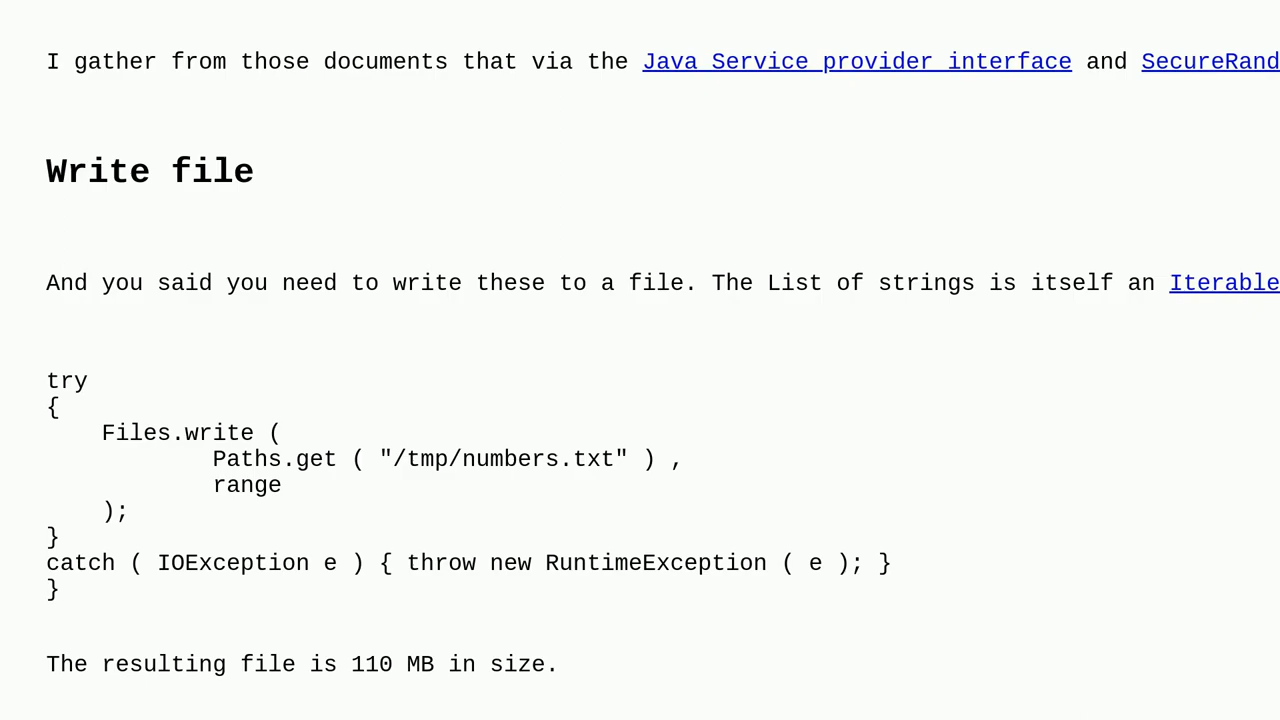 I gather from those documents that via the Java Service provider interface and SecureRand
Write file
And you said you need to write these to a file. The List of strings is itself an Iterable
try
{
    Files.write (
            Paths.get ( "/tmp/numbers.txt" ) ,
            range
    );
}
catch ( IOException e ) { throw new RuntimeException ( e ); }
}
The resulting file is 110 MB in size.